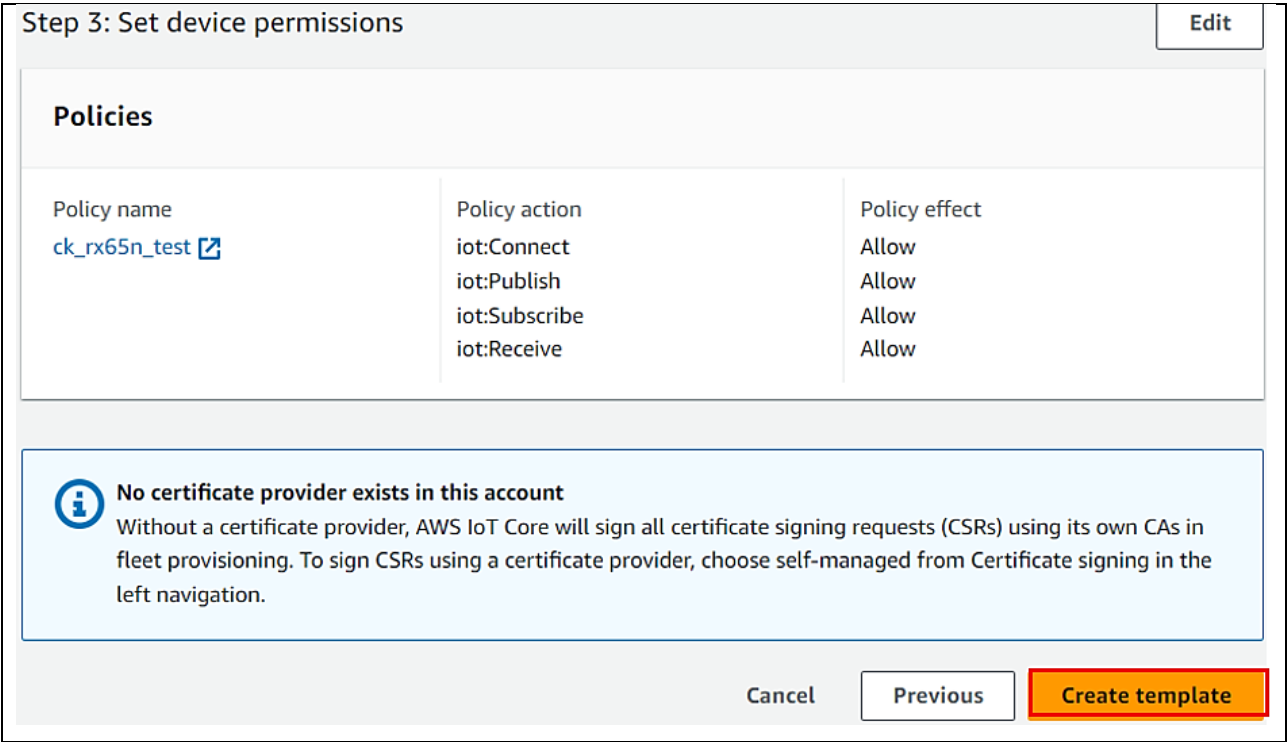 Step 3: Set device permissions
Edit
Policies
Policy name
Policy action
Policy effect
ck_rx65n_test
iot:Connect
Allow
iot:Publish
Allow
iot:Subscribe
Allow
iot:Receive
Allow
No certificate provider exists in this account
Without a certificate provider, AWS IoT Core will sign all certificate signing requests (CSRs) using its own CAs in
fleet provisioning. To sign CSRs using a certificate provider, choose self-managed from Certificate signing in the
left navigation.
Cancel
Previous
Create template